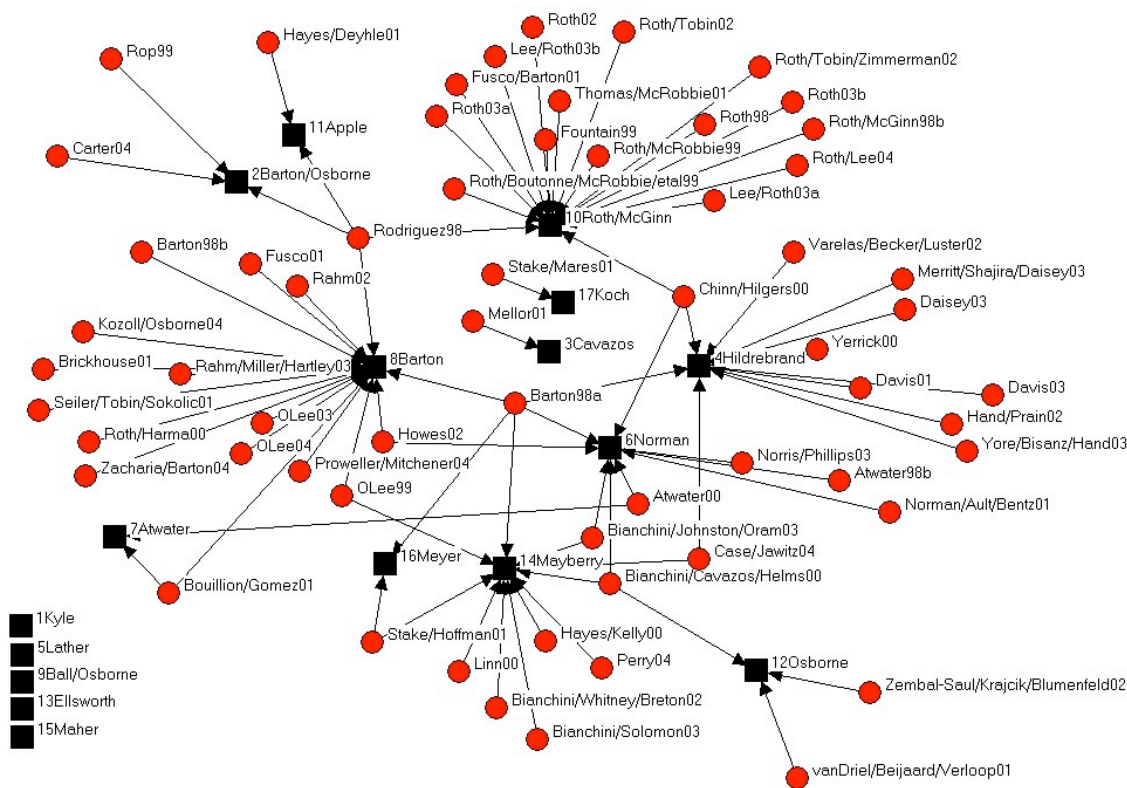 Rop99
Hayes/Deyhle01
Roth02
Roth/Tobin02
Lee/Roth03b
Roth/Tobin/Zimmerman02
Fusco/Barton01
Thomas/McRobbie01
Roth03b
Roth03a
Roth98
Roth/McGinn98b
11Apple
Fountain99
Carter04
Roth/McRobbie99
Roth/Lee04
2Barton/Osborne
Roth/Boutonne/McRobbie/etal99
Lee/Roth03a
10Roth/McGinn
Rodriguez98
Barton98b
Varelas/Becker/Luster02
Fusco01
Stake/Mares01
Merritt/Shajira/Daisey03
Rahm02
17Koch
Chinn/Hilgers00
Daisey03
Kozoll/Osborne04
Mellor01
Yerrick00
3Cavazos
Brickhouse01
Rahm/Miller/Hartley03
8Barton
4Hildrebrand
Davis01
Davis03
Seiler/Tobin/Sokolic01
Barton98a
OLee03
Hand/Prain02
Roth/Harma00
Howes02
6Norman
OLee04
Yore/Bisanz/Hand03
Zacharia/Barton04
Proweller/Mitchener04
Norris/Phillips03
Atwater98b
OLee99
Atwater00
Norman/Ault/Bentz01
7Atwater
Bianchini/Johnston/Oram03
16Meyer
14Mayberry
Case/Jawitz04
Bouillion/Gomez01
Bianchini/Cavazos/Helms00
1Kyle
5Lather
9Ball/Osborne
13Ellsworth
15Maher
Stake/Hoffman01
Hayes/Kelly00
Linn00
Perry04
12Osborne
Zembal-Saul/Krajcik/Blumenfeld02
Bianchini/Whitney/Breton02
Bianchini/Solomon03
vanDriel/Beijaard/Verloop01